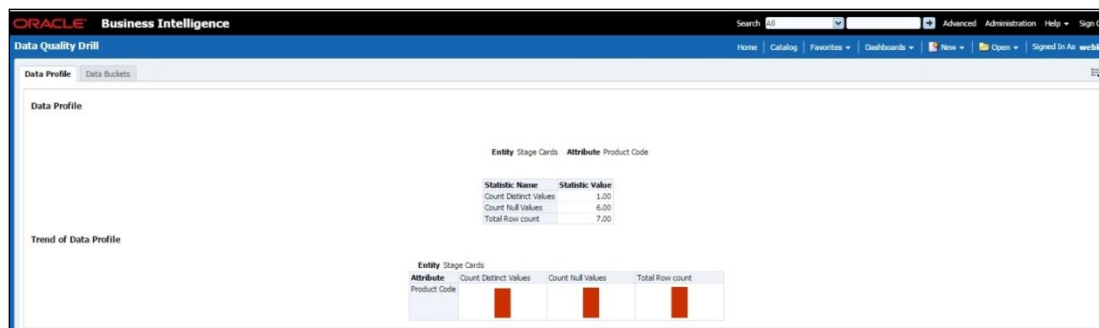 ORACLE Business Intelligence Search All Advanced Administration Help Sign
Data Quality Drill Home Catalog Favorites Dashboards New Open Signed In As
Data Profile Data Buckets
Data Profile
Entity Stage Cards Attribute Product Code
Statistic Name Statistic Value
Count Distinct Values 1.00
Count Null Values 6.00
Total Row count 7.00
Trend of Data Profile
Entity Stage Cards
Attribute Count Distinct Values Count Null Values Total Row count
Product Code